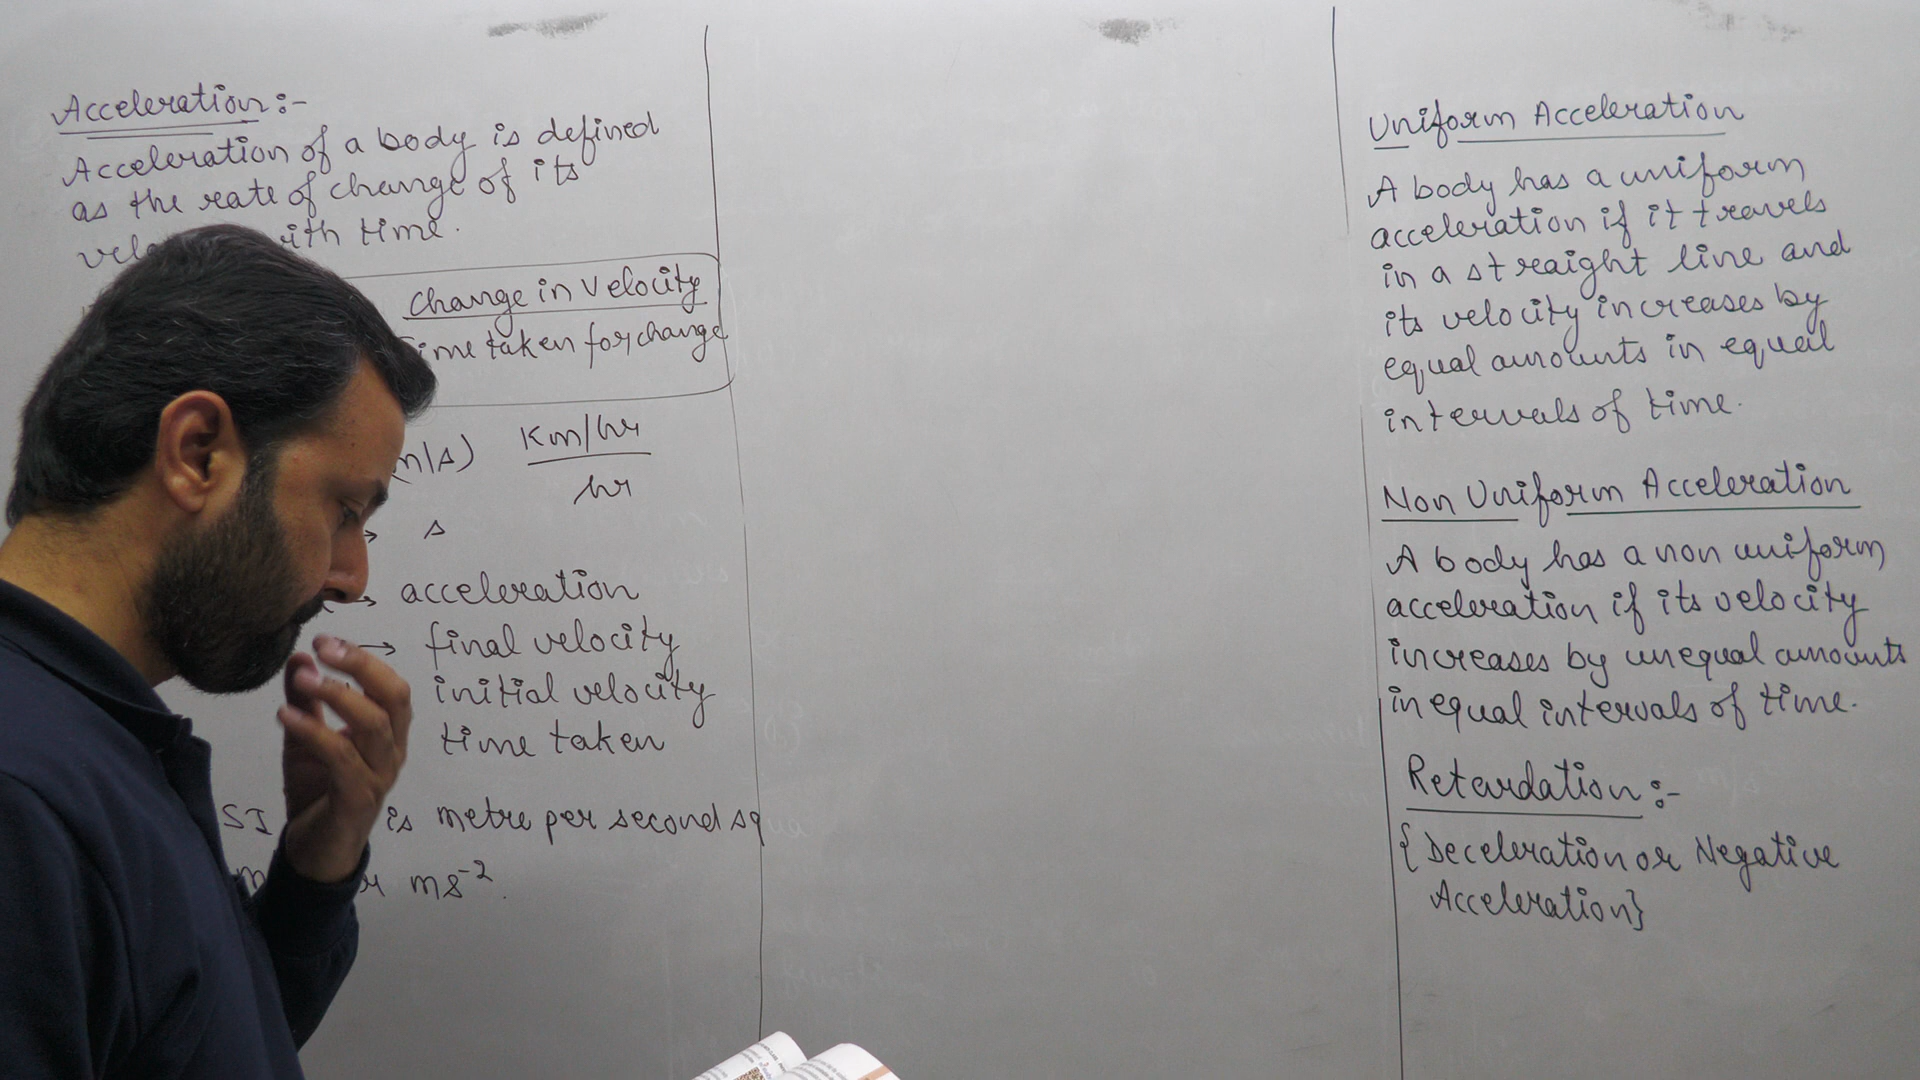 Acceleration :-
Acceleration of a body is defined
as the rate of change of its
with time.
Change in Velocity
time taken for change
(m/s) Km/hr
hr
→ s
→ acceleration
→ final velocity
initial velocity
time taken
SI is metre per second sq
ms⁻².
Uniform Acceleration
A body has a uniform
acceleration if it travels
in a straight line and
its velocity increases by
equal amounts in equal
intervals of time.
Non Uniform Acceleration
A body has a non uniform
acceleration if its velocity
increases by unequal amounts
in equal intervals of time.
Retardation :-
{Deceleration or Negative
Acceleration}